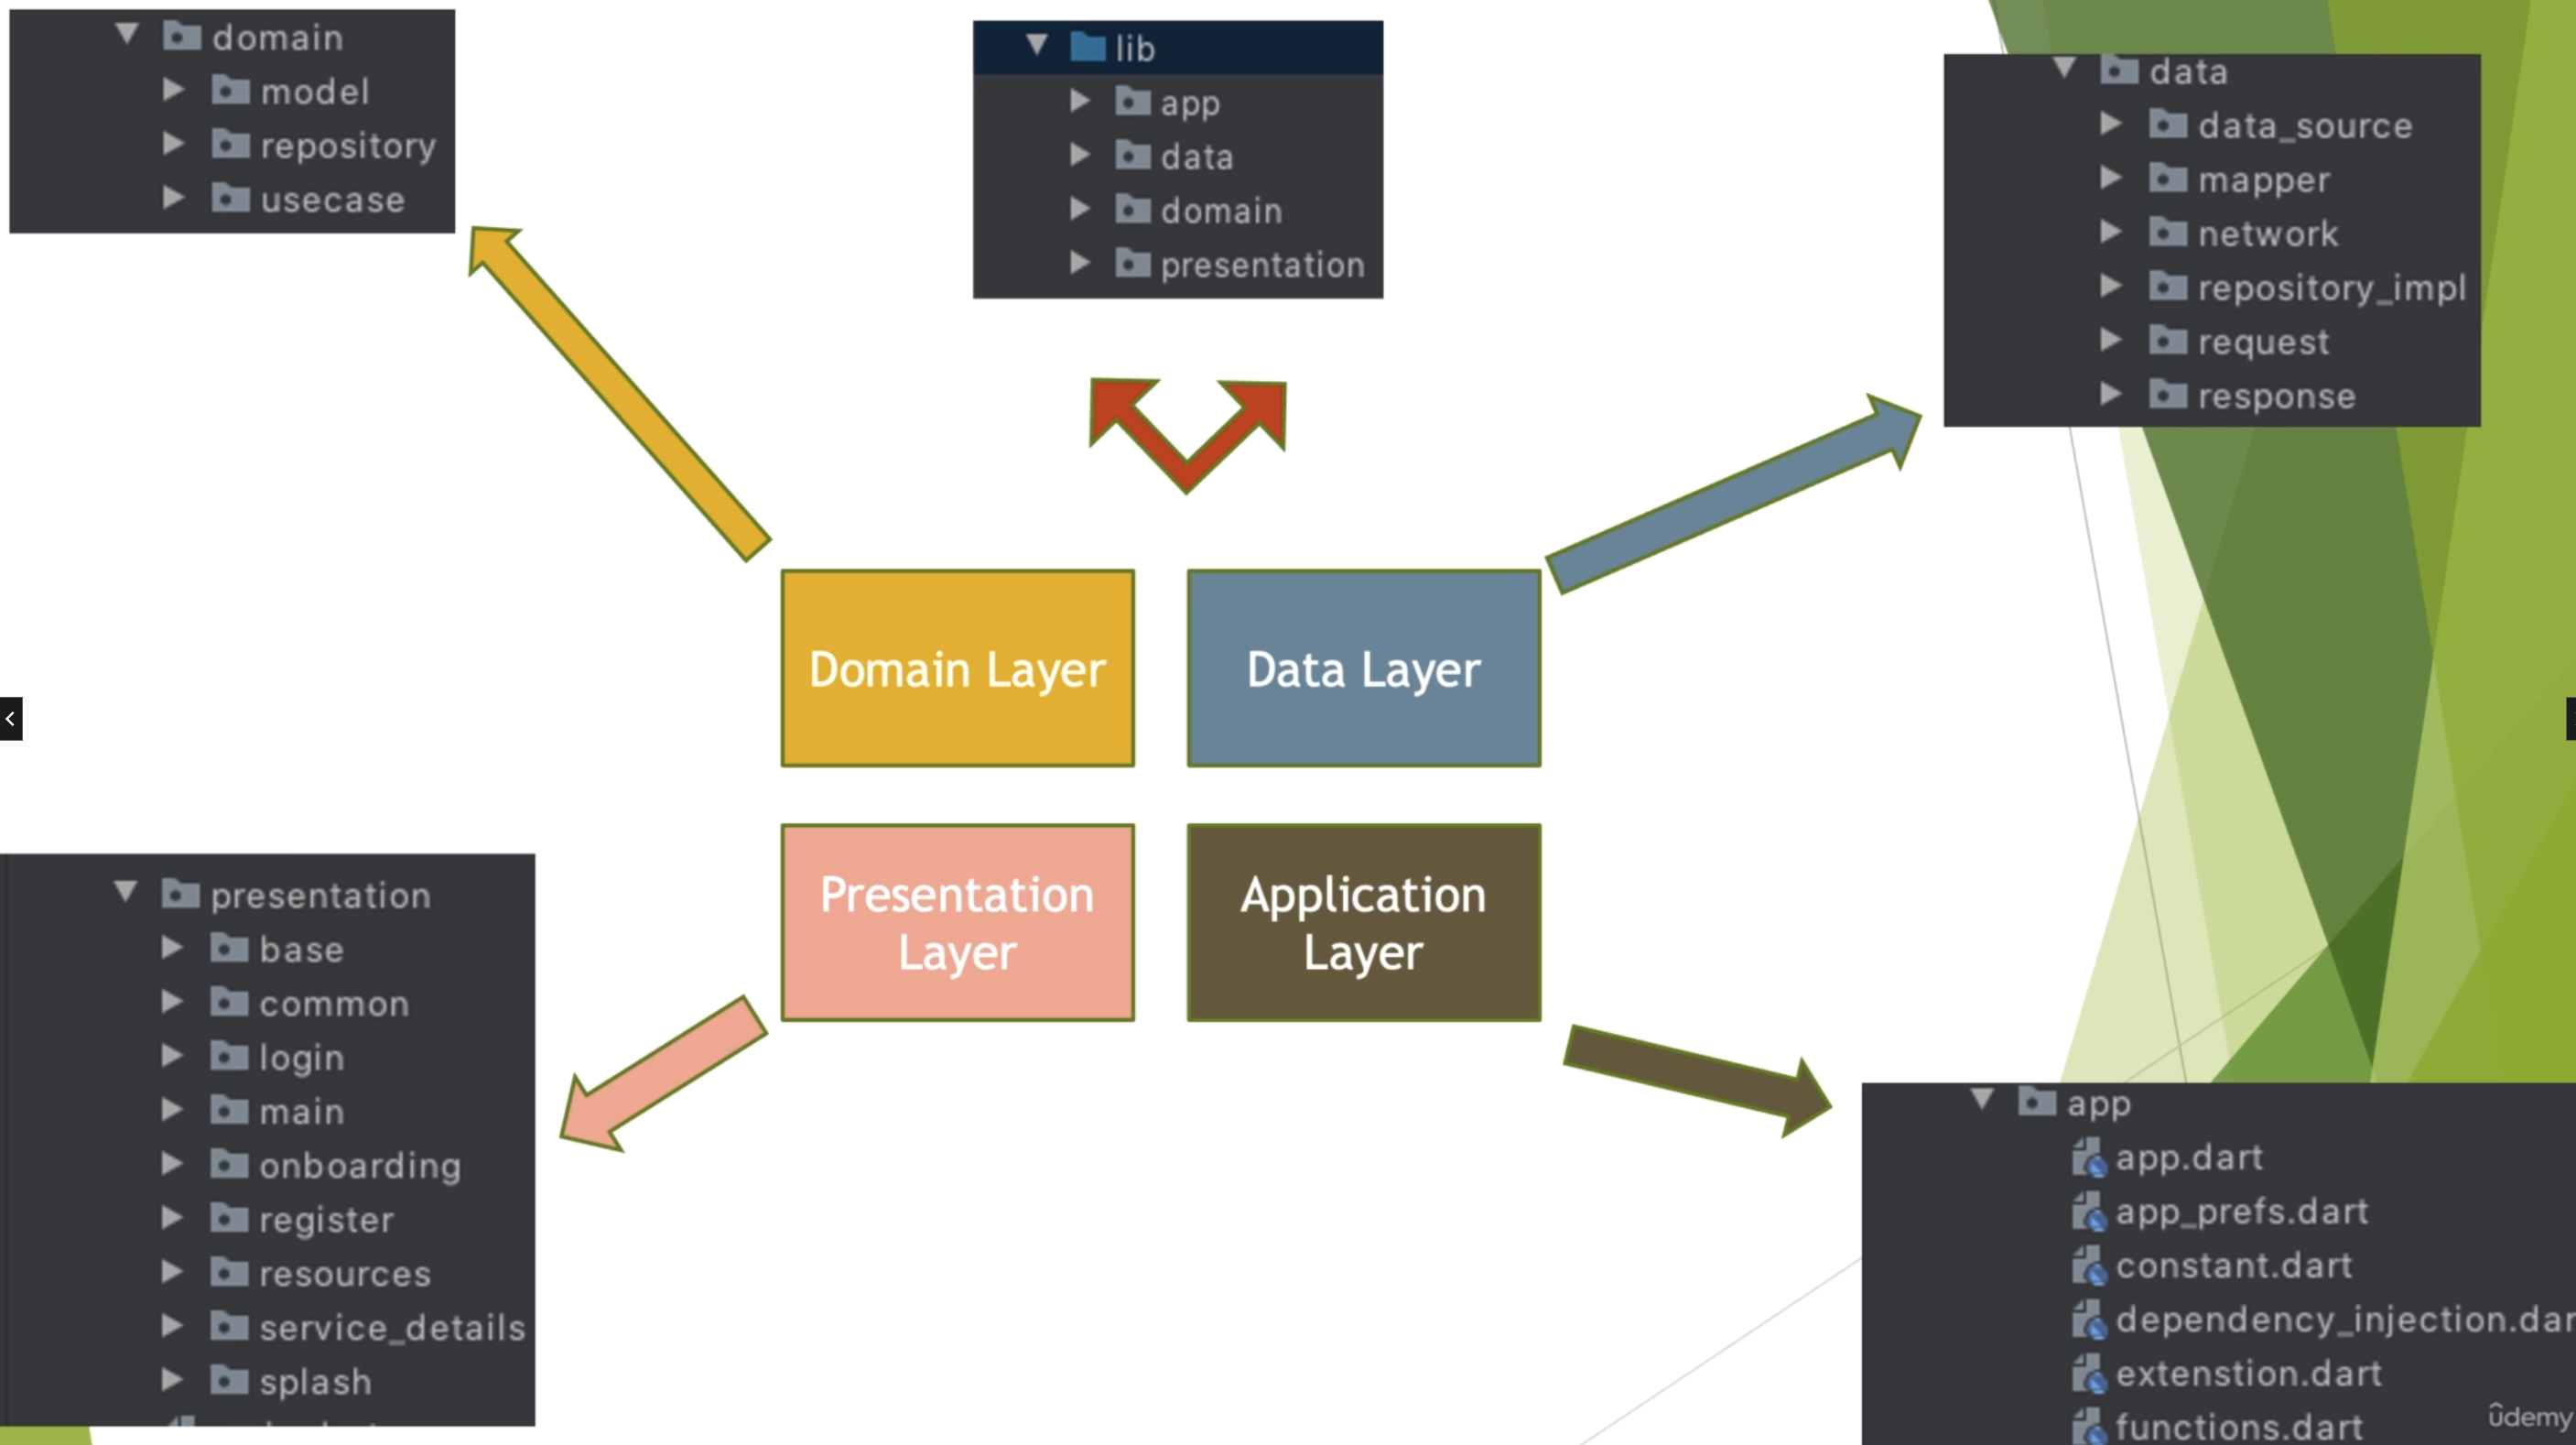 domain
model
repository
usecase
lib
app
data
domain
presentation
data
data_source
mapper
network
repository_impl
request
response
Domain Layer
Data Layer
Presentation
Layer
Application
Layer
presentation
base
common
login
main
onboarding
register
resources
service_details
splash
app
app.dart
app_prefs.dart
constant.dart
dependency_injection.dar
extenstion.dart
functions.dart
ûdemy